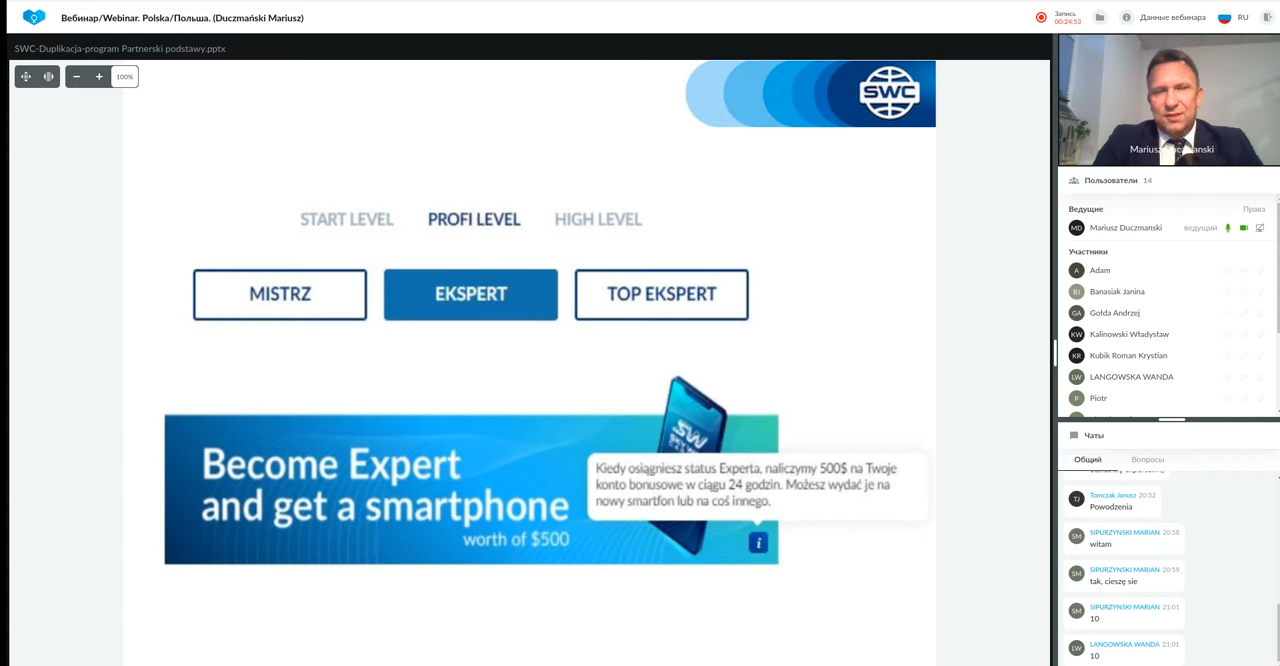 Вебинар/Webinar. Polska/Польша. (Duczmański Mariusz)
Запись
00:24:53
Данные вебинара
RU
SWC-Duplikacja-program Partnerski podstawy.pptx
100%
SWC
START LEVEL PROFI LEVEL HIGH LEVEL
MISTRZ EKSPERT TOP EKSPERT
Become Expert
and get a smartphone
worth of $500
Kiedy osiągniesz status Experta, naliczymy 500$ na Twoje
konto bonusowe w ciągu 24 godzin. Możesz wydać je na
nowy smartfon lub na coś innego.
i
Пользователи 14
Ведущие Права
MD Mariusz Duczmanski ведущий
Участники
A Adam
BJ Banasiak Janina
GA Gołda Andrzej
KW Kalinowski Władysław
KR Kubik Roman Krystian
LW LANGOWSKA WANDA
P Piotr
Чаты
Общий Вопросы
TJ Tomczak Janusz 20:52
Powodzenia
SM SIPURZYNSKI MARIAN 20:58
witam
SM SIPURZYNSKI MARIAN 20:59
tak, cieszę sie
SM SIPURZYNSKI MARIAN 21:01
10
LW LANGOWSKA WANDA 21:01
10